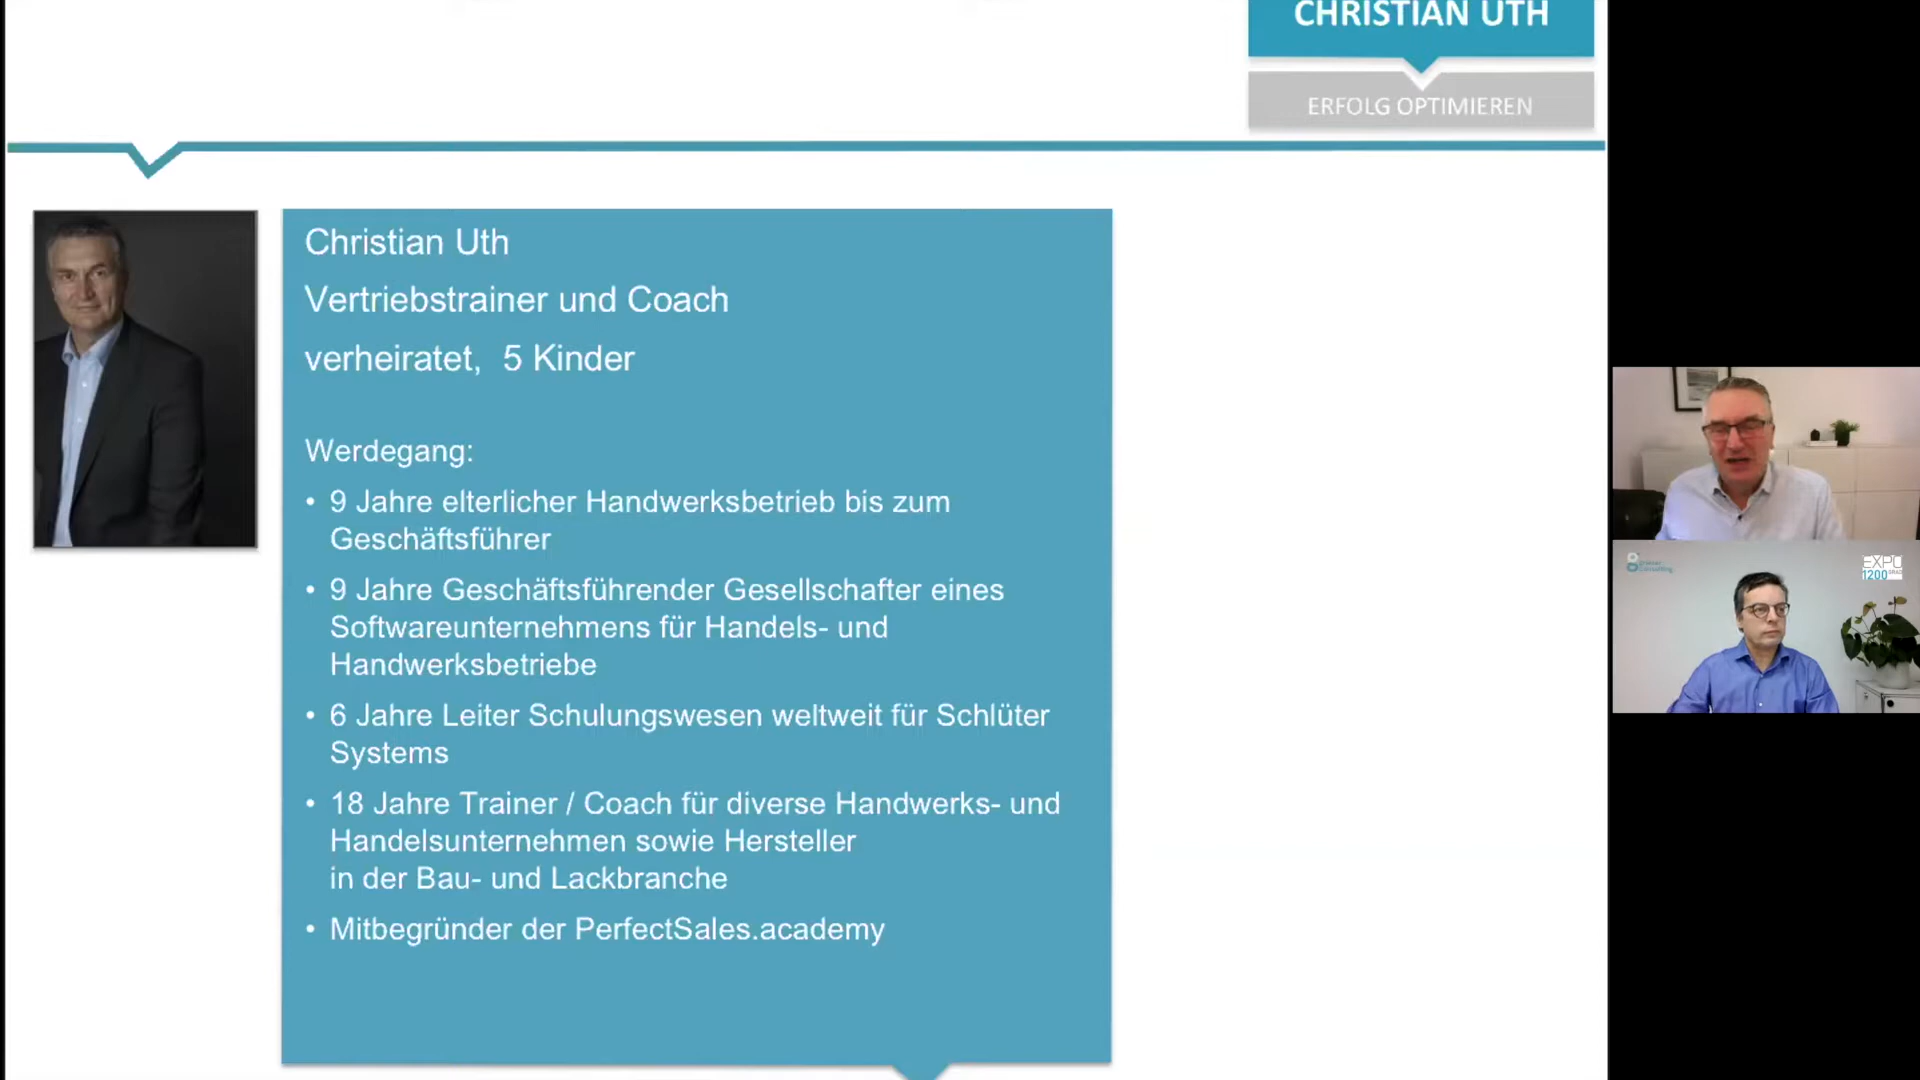 CHRISTIAN UTH
ERFOLG OPTIMIEREN
Christian Uth
Vertriebstrainer und Coach
verheiratet, 5 Kinder
Werdegang:
• 9 Jahre elterlicher Handwerksbetrieb bis zum
Geschäftsführer
• 9 Jahre Geschäftsführender Gesellschafter eines
Softwareunternehmens für Handels- und
Handwerksbetriebe
• 6 Jahre Leiter Schulungswesen weltweit für Schlüter
Systems
• 18 Jahre Trainer / Coach für diverse Handwerks- und
Handelsunternehmen sowie Hersteller
in der Bau- und Lackbranche
• Mitbegründer der PerfectSales.academy
EXPO
1200